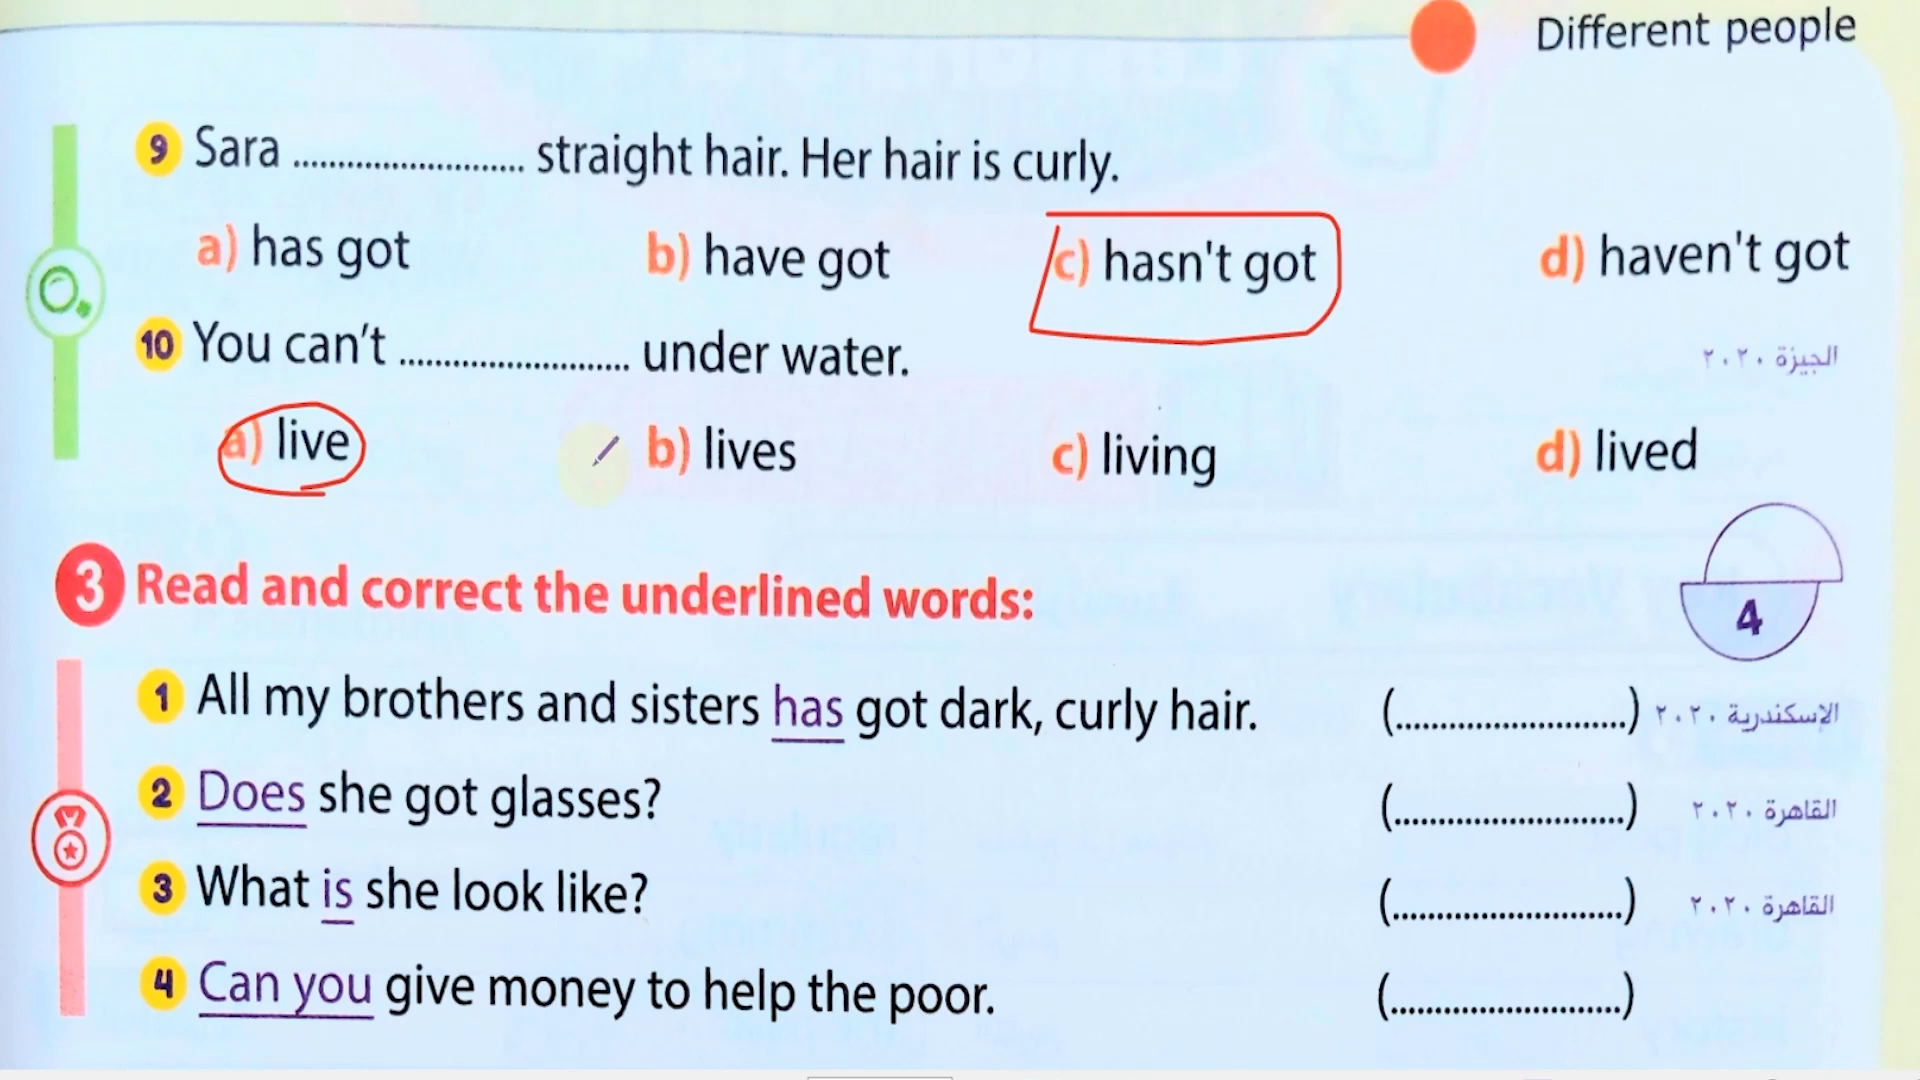 Different people
9 Sara ........................ straight hair. Her hair is curly.
a) has got b) have got c) hasn't got d) haven't got
10 You can't ........................ under water. الجيزة ٢٠٢٠
a) live b) lives c) living d) lived
3 Read and correct the underlined words: 4
1 All my brothers and sisters has got dark, curly hair. (........................) الإسكندرية ٢٠٢٠
2 Does she got glasses? (........................) القاهرة ٢٠٢٠
3 What is she look like? (........................) القاهرة ٢٠٢٠
4 Can you give money to help the poor. (........................)